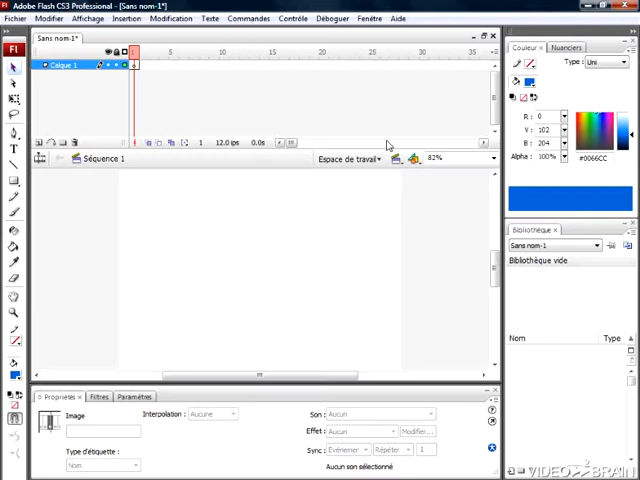 Adobe Flash CS3 Professional - [Sans nom-1*]
Fichier Modifier Affichage Insertion Modification Texte Commandes Contrôle Déboguer Fenêtre Aide
Sans nom-1*
1 5 10 15 20 25 30 35
Calque 1
1 12.0 ips 0.0s
Séquence 1 Espace de travail 82%
Propriétés Filtres Paramètres
Image Interpolation : Aucune Son : Aucun
Effet : Aucun Modifier...
Type d'étiquette : Sync : Evénemer Répéter 1
Nom Aucun son sélectionné
Couleur Nuanciers
Type : Uni
R : 0
V : 102
B : 204
Alpha : 100% #0066CC
Bibliothèque
Sans nom-1
Bibliothèque vide
Nom Type
VIDEO2BRAIN